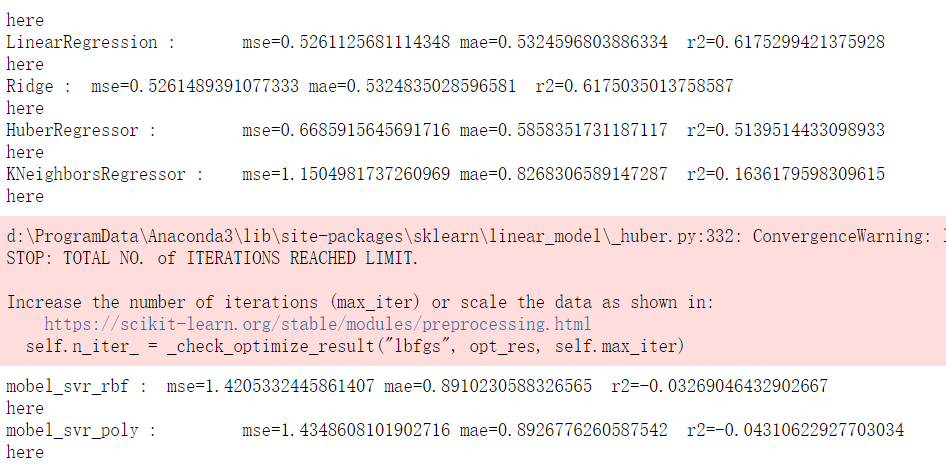 here
LinearRegression :       mse=0.5261125681114348 mae=0.5324596803886334  r2=0.6175299421375928
here
Ridge :  mse=0.5261489391077333 mae=0.5324835028596581  r2=0.6175035013758587
here
HuberRegressor :         mse=0.6685915645691716 mae=0.5858351731187117  r2=0.5139514433098933
here
KNeighborsRegressor :    mse=1.1504981737260969 mae=0.8268306589147287  r2=0.1636179598309615
here
d:\ProgramData\Anaconda3\lib\site-packages\sklearn\linear_model\_huber.py:332: ConvergenceWarning:
STOP: TOTAL NO. of ITERATIONS REACHED LIMIT.
Increase the number of iterations (max_iter) or scale the data as shown in:
    https://scikit-learn.org/stable/modules/preprocessing.html
  self.n_iter_ = _check_optimize_result("lbfgs", opt_res, self.max_iter)
mobel_svr_rbf :  mse=1.4205332445861407 mae=0.8910230588326565  r2=-0.03269046432902667
here
mobel_svr_poly :         mse=1.4348608101902716 mae=0.8926776260587542  r2=-0.04310622927703034
here